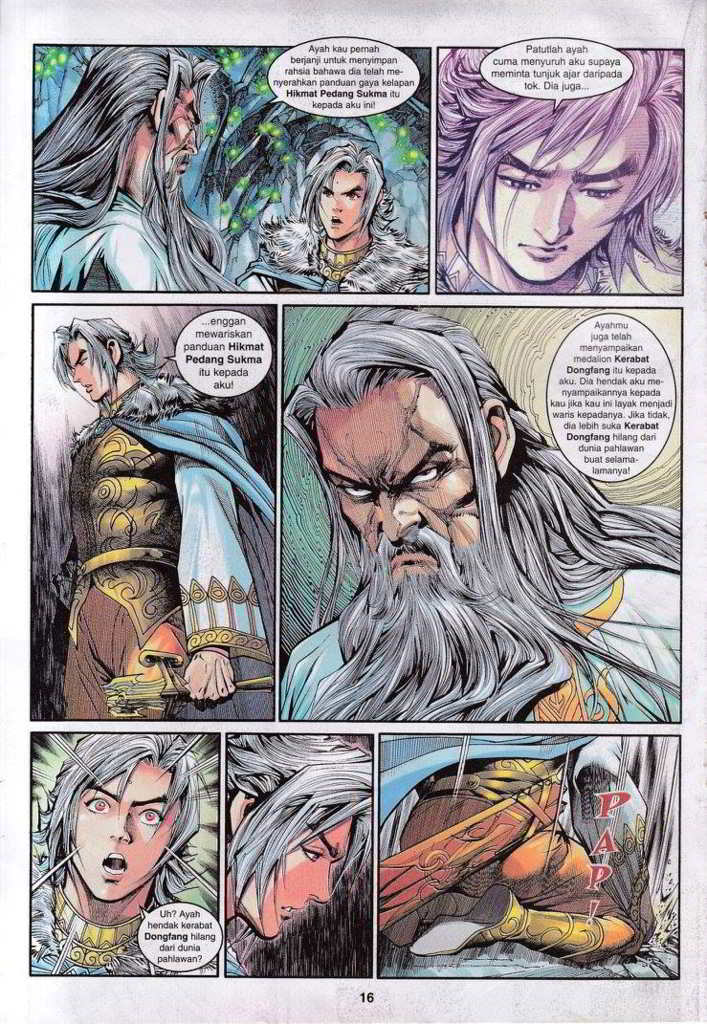 Ayah kau pernah
berjanji untuk menyimpan
rahsia bahawa dia telah me-
nyerahkan panduan gaya kelapan
Hikmat Pedang Sukma itu
kepada aku ini!
Patutlah ayah
cuma menyuruh aku supaya
meminta tunjuk ajar daripada
tok. Dia juga...
...enggan
mewariskan
panduan Hikmat
Pedang Sukma
itu kepada
aku!
Ayahmu
juga telah
menyampaikan
medalion Kerabat
Dongfang itu kepada
aku. Dia hendak aku me-
nyampaikannya kepada
kau jika kau ini layak menjadi
waris kepadanya. Jika tidak,
dia lebih suka Kerabat
Dongfang hilang dari
dunia pahlawan
buat selama-
lamanya!
Uh? Ayah
hendak kerabat
Dongfang hilang
dari dunia
pahlawan?
PAP!
16